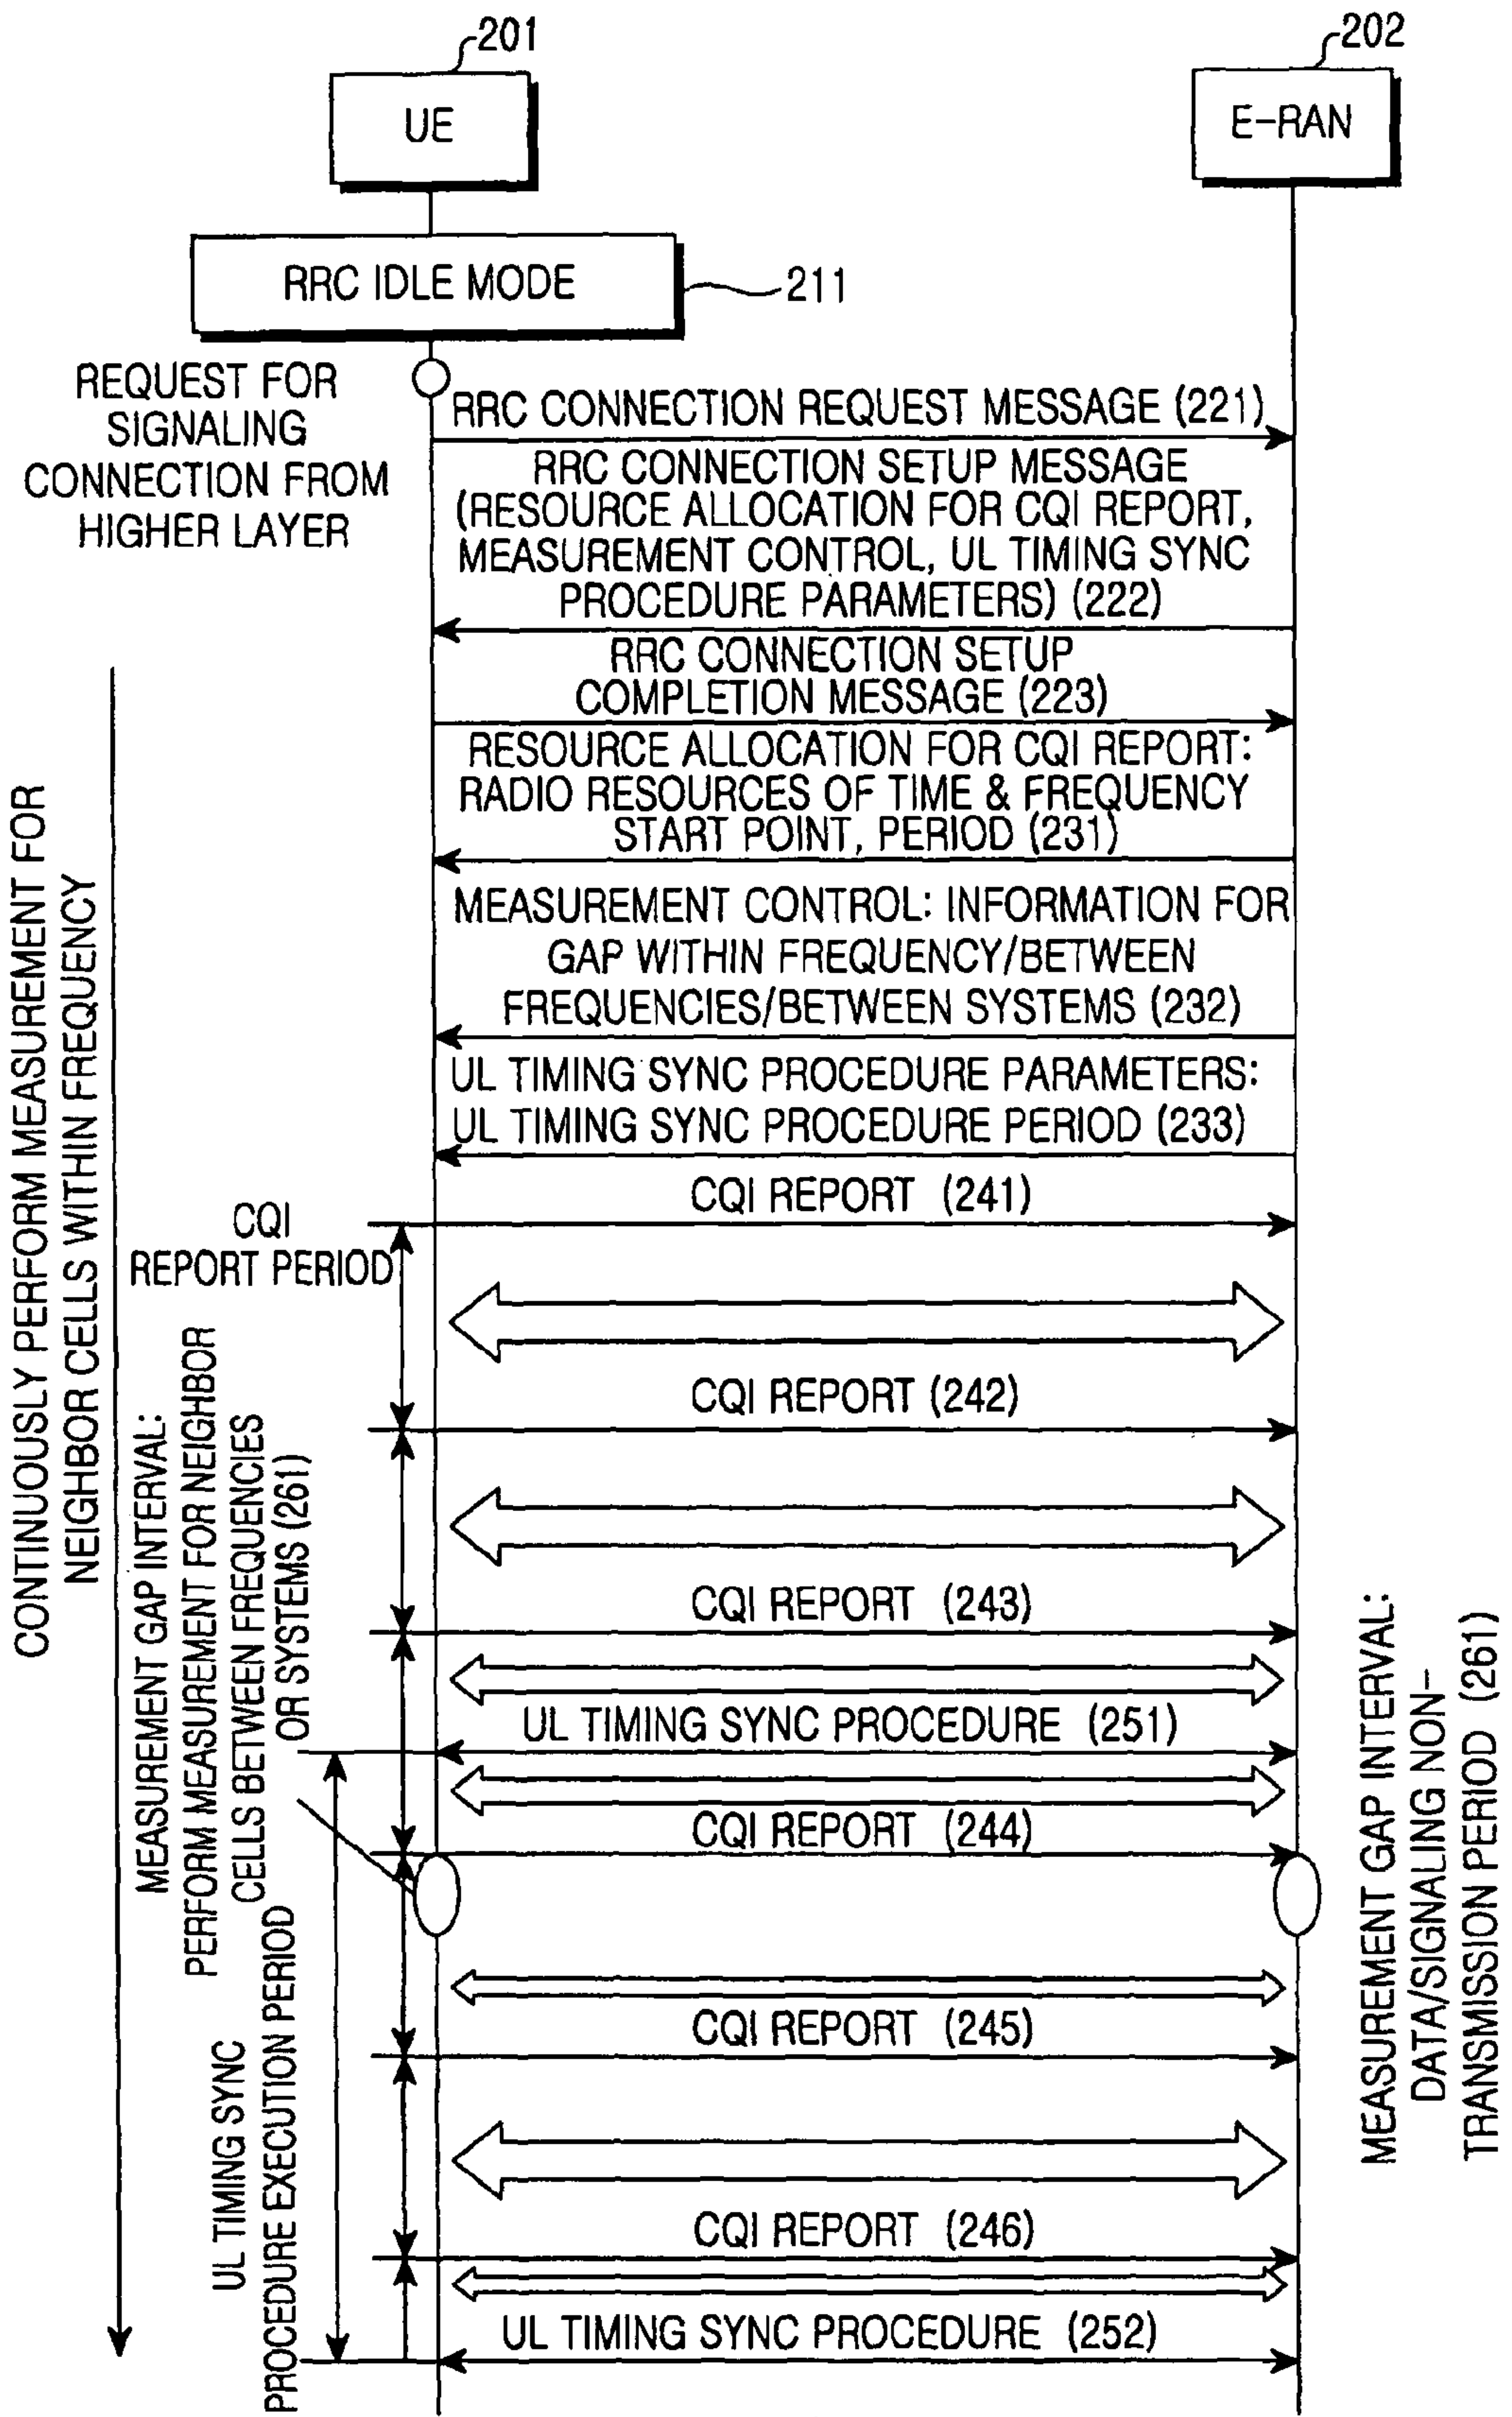 201
202
UE
E-RAN
RRC IDLE MODE
211
REQUEST FOR
SIGNALING
CONNECTION FROM
HIGHER LAYER
RRC CONNECTION REQUEST MESSAGE (221)
RRC CONNECTION SETUP MESSAGE
(RESOURCE ALLOCATION FOR CQI REPORT,
MEASUREMENT CONTROL, UL TIMING SYNC
PROCEDURE PARAMETERS) (222)
RRC CONNECTION SETUP
COMPLETION MESSAGE (223)
RESOURCE ALLOCATION FOR CQI REPORT:
RADIO RESOURCES OF TIME & FREQUENCY
START POINT, PERIOD (231)
MEASUREMENT CONTROL: INFORMATION FOR
GAP WITHIN FREQUENCY/BETWEEN
FREQUENCIES/BETWEEN SYSTEMS (232)
UL TIMING SYNC PROCEDURE PARAMETERS:
UL TIMING SYNC PROCEDURE PERIOD (233)
CONTINUOUSLY PERFORM MEASUREMENT FOR
NEIGHBOR CELLS WITHIN FREQUENCY
CQI REPORT (241)
CQI
REPORT PERIOD
CQI REPORT (242)
MEASUREMENT GAP INTERVAL:
PERFORM MEASUREMENT FOR NEIGHBOR
CELLS BETWEEN FREQUENCIES
OR SYSTEMS (261)
CQI REPORT (243)
UL TIMING SYNC PROCEDURE (251)
CQI REPORT (244)
MEASUREMENT GAP INTERVAL:
DATA/SIGNALING NON-
TRANSMISSION PERIOD (261)
UL TIMING SYNC
PROCEDURE EXECUTION PERIOD
CQI REPORT (245)
CQI REPORT (246)
UL TIMING SYNC PROCEDURE (252)